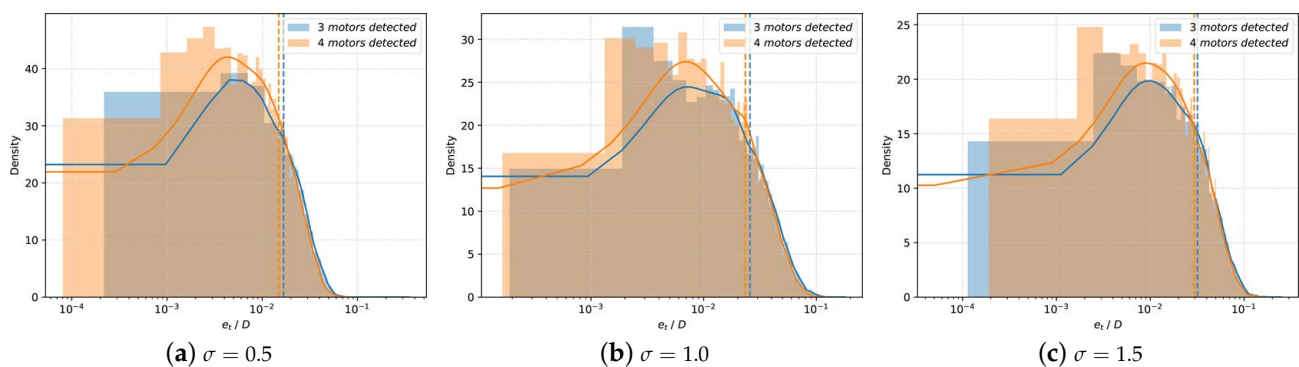 3 motors detected
4 motors detected
Density
40
30
20
10
0
10⁻⁴
10⁻³
10⁻²
10⁻¹
e_t / D
(a) σ = 0.5
3 motors detected
4 motors detected
Density
30
25
20
15
10
5
0
10⁻³
10⁻²
10⁻¹
e_t / D
(b) σ = 1.0
3 motors detected
4 motors detected
Density
25
20
15
10
5
0
10⁻⁴
10⁻³
10⁻²
10⁻¹
e_t / D
(c) σ = 1.5